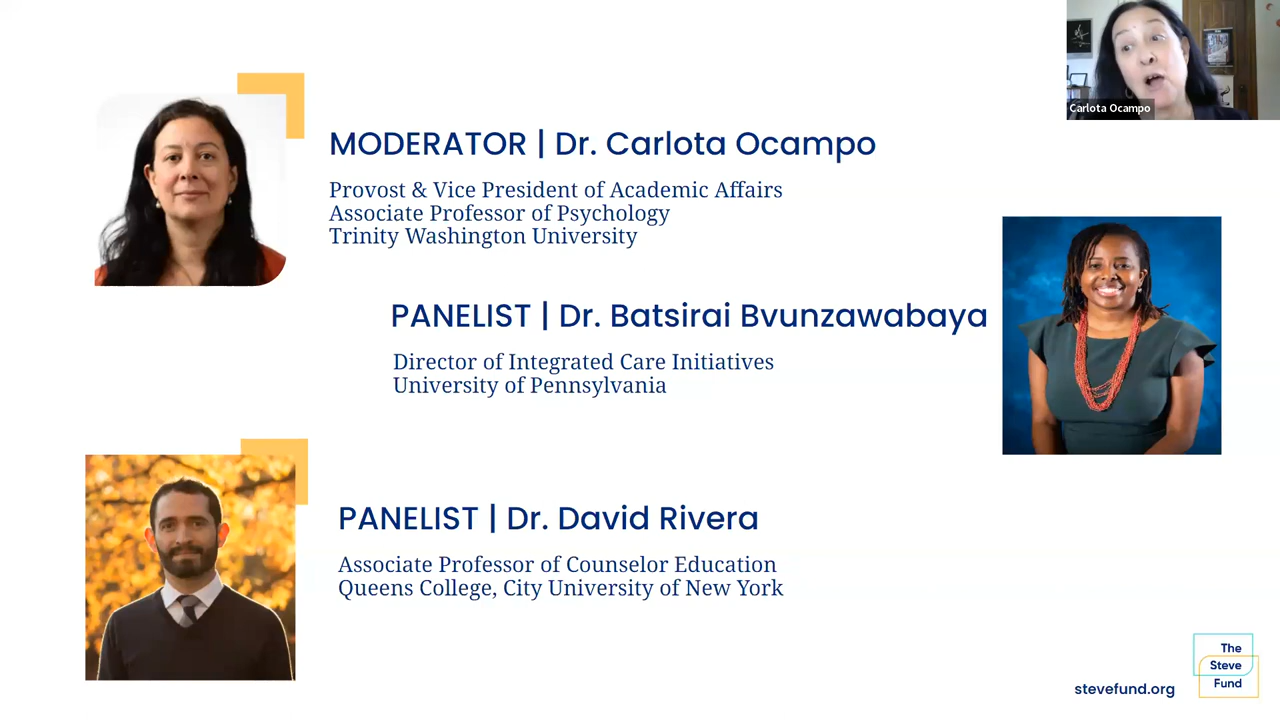 Carlota Ocampo
MODERATOR | Dr. Carlota Ocampo
Provost & Vice President of Academic Affairs
Associate Professor of Psychology
Trinity Washington University
PANELIST | Dr. Batsirai Bvunzawabaya
Director of Integrated Care Initiatives
University of Pennsylvania
PANELIST | Dr. David Rivera
Associate Professor of Counselor Education
Queens College, City University of New York
stevefund.org
The
Steve
Fund